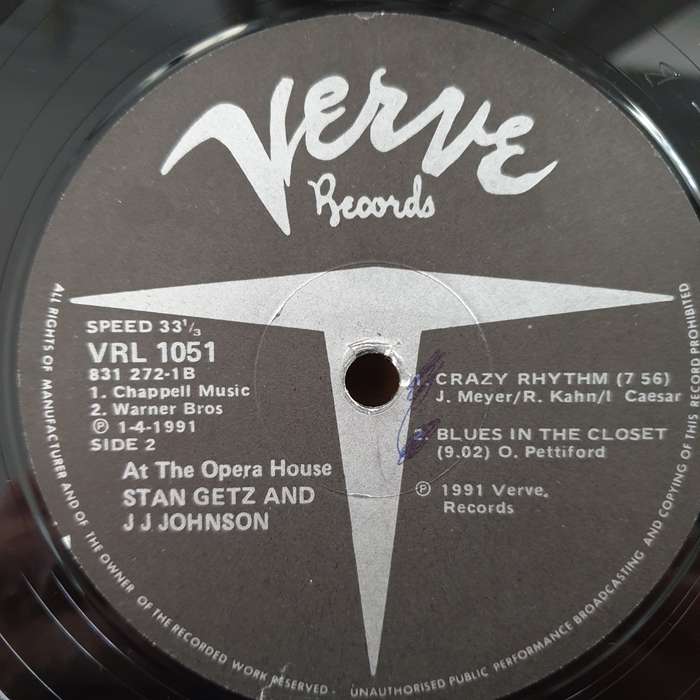 Verve
Records
SPEED 33 1/3
VRL 1051
831 272-1B
1. Chappell Music
2. Warner Bros
Ⓟ 1-4-1991
SIDE 2
At The Opera House
STAN GETZ AND
J J JOHNSON
CRAZY RHYTHM (7 56)
J. Meyer/R. Kahn/I Caesar
2. BLUES IN THE CLOSET
(9.02) O. Pettiford
Ⓟ 1991 Verve.
Records
ALL RIGHTS OF MANUFACTURER AND OF THE OWNER OF THE RECORDED WORK RESERVED. UNAUTHORISED PUBLIC PERFORMANCE BROADCASTING AND COPYING OF THIS RECORD PROHIBITED